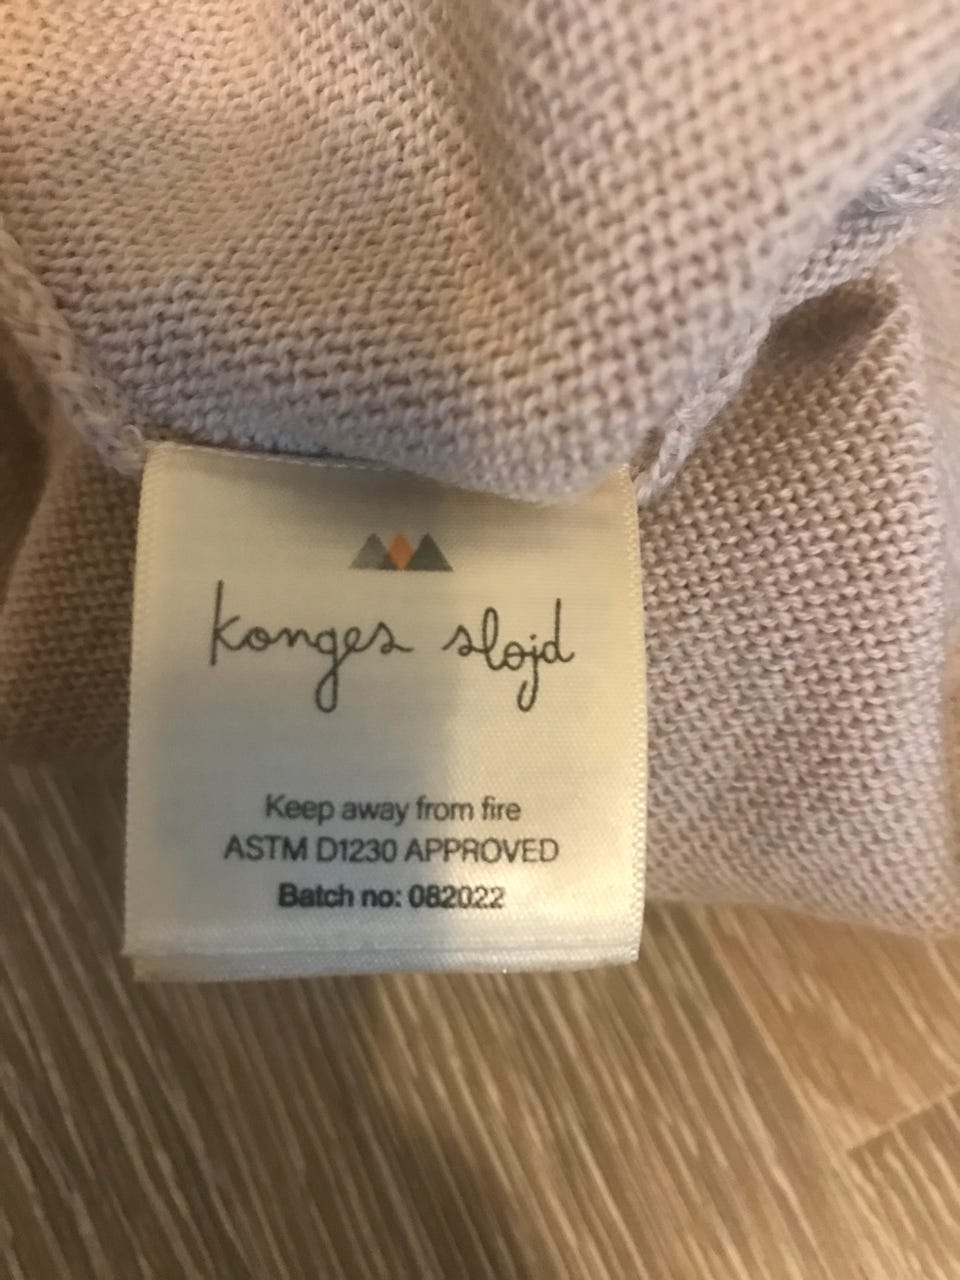 konges sløjd
Keep away from fire
ASTM D1230 APPROVED
Batch no: 082022